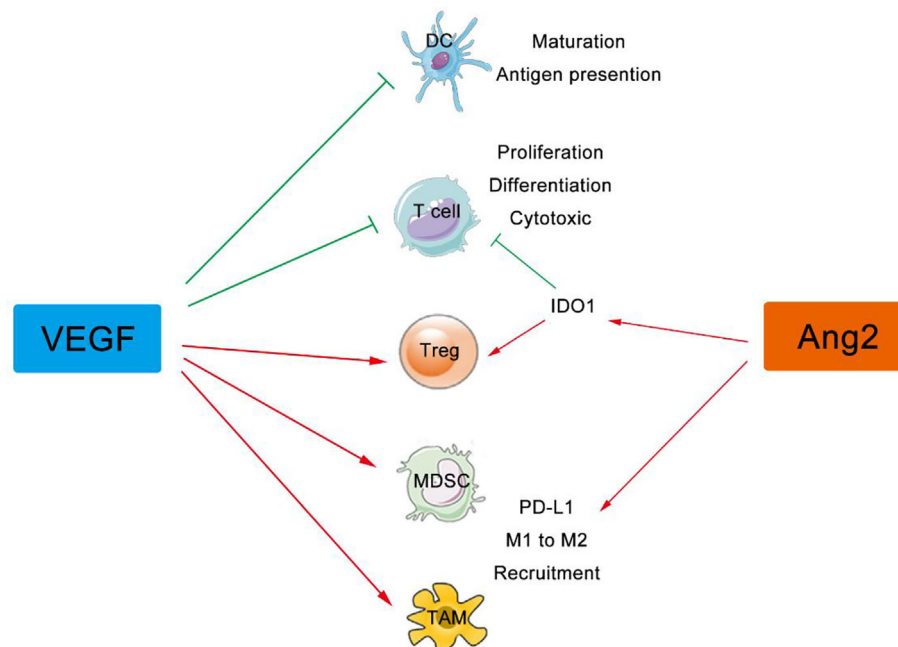 DC
Maturation
Antigen presention
Proliferation
Differentiation
Cytotoxic
T cell
IDO1
VEGF
Ang2
Treg
MDSC
PD-L1
M1 to M2
Recruitment
TAM